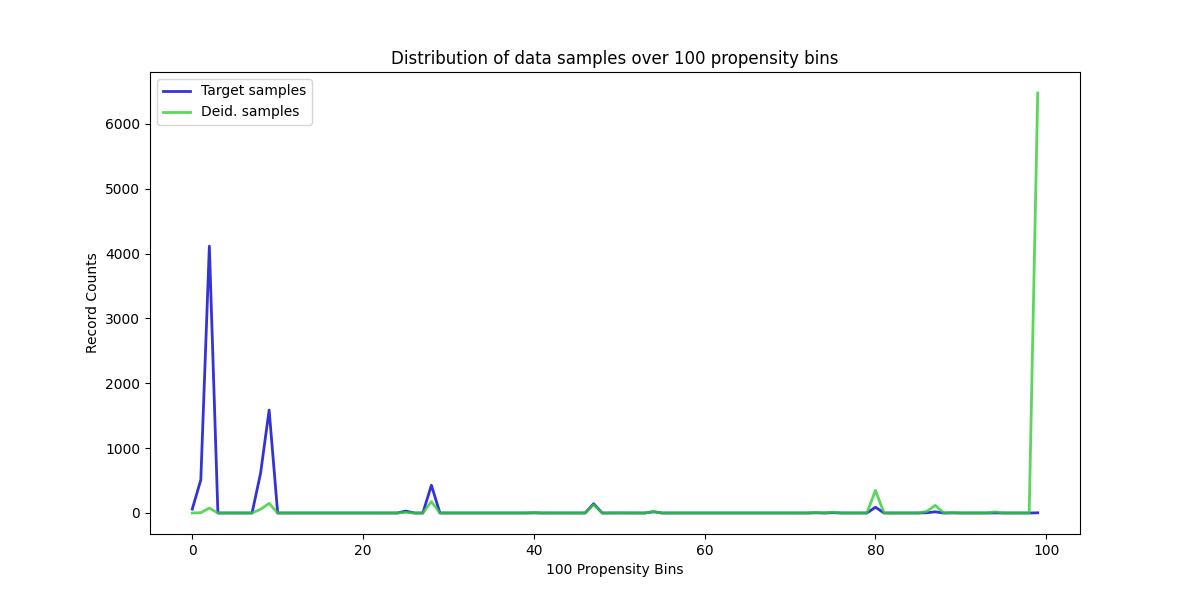 Distribution of data samples over 100 propensity bins
Target samples
Deid. samples
6000
5000
4000
3000
2000
1000
0
Record Counts
0 20 40 60 80 100
100 Propensity Bins